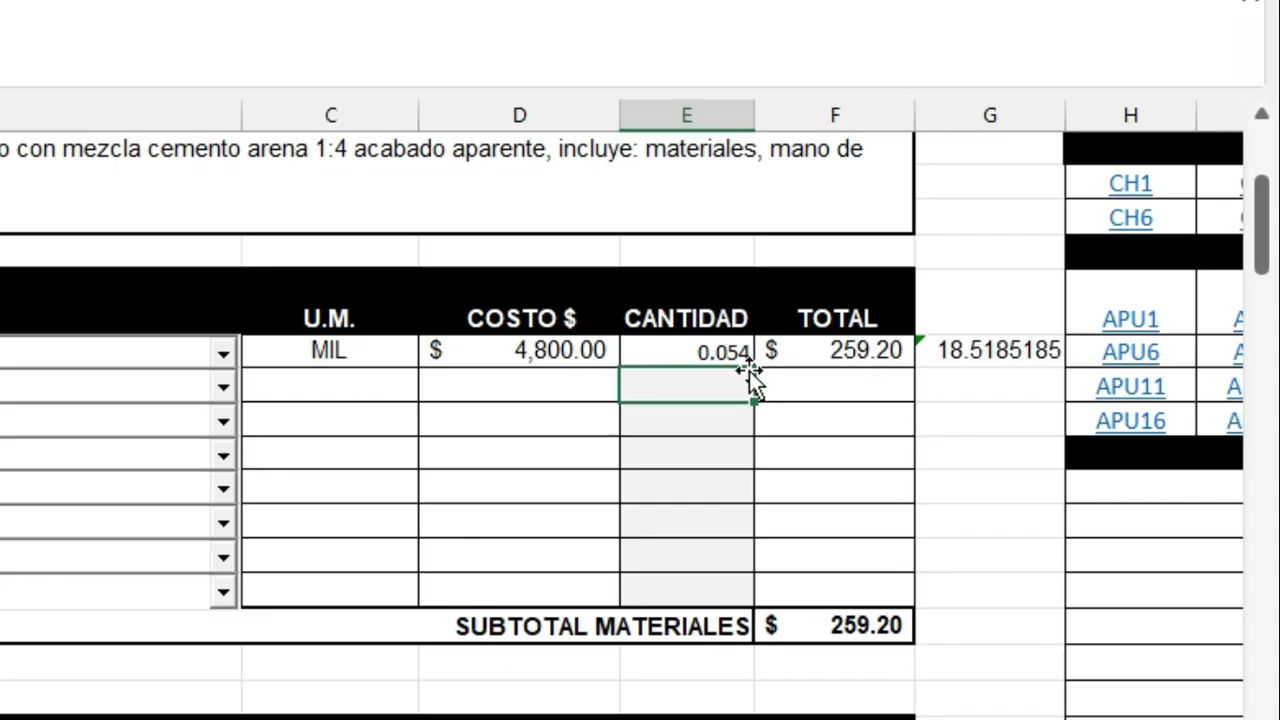 C D E F G H
o con mezcla cemento arena 1:4 acabado aparente, incluye: materiales, mano de
CH1
CH6
U.M. COSTO $ CANTIDAD TOTAL APU1
MIL $ 4,800.00 0.054 $ 259.20 18.5185185 APU6
APU11
APU16
SUBTOTAL MATERIALES $ 259.20